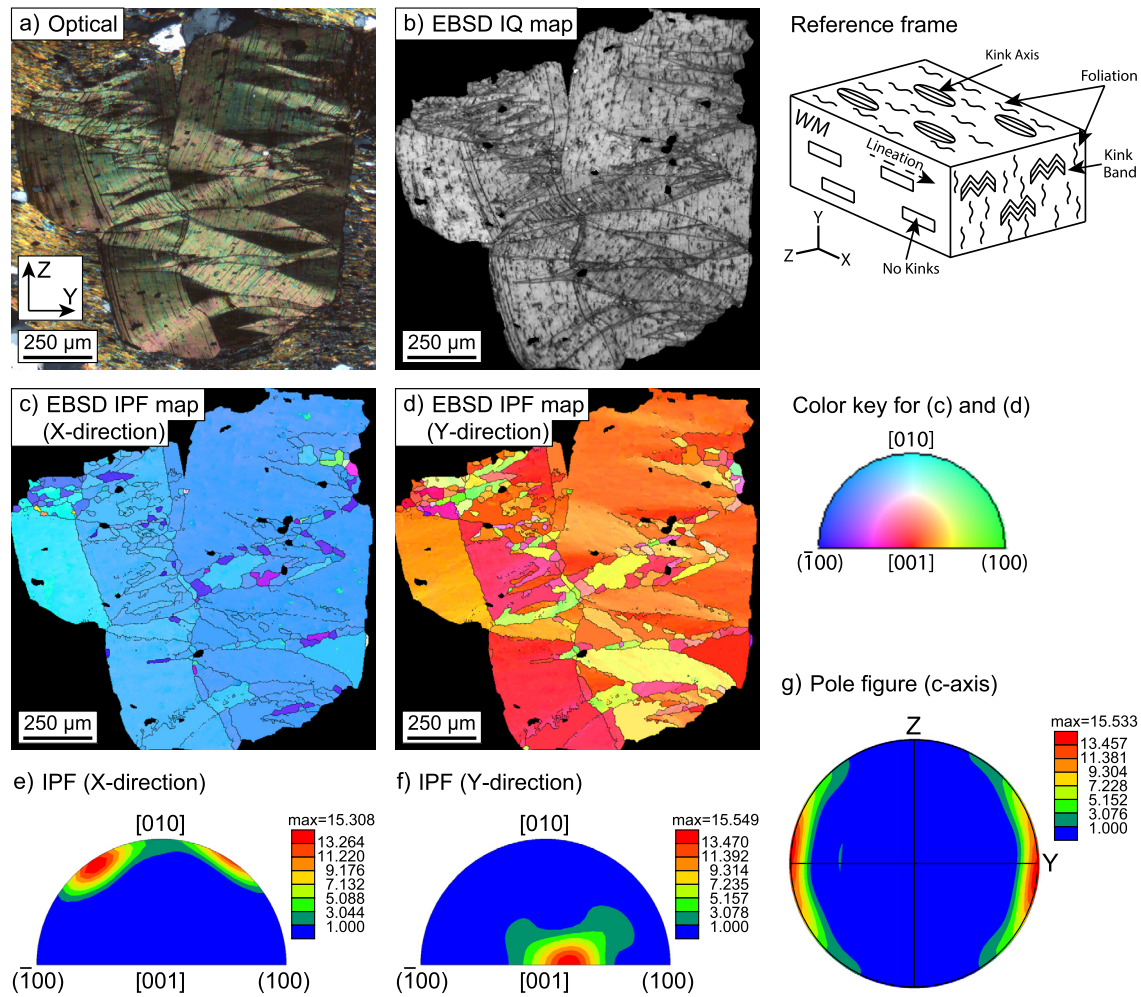 a) Optical
Z
Y
250 µm
b) EBSD IQ map
250 µm
Reference frame
Kink Axis
Foliation
WM
Lineation
Kink
Band
No Kinks
Y
Z
X
c) EBSD IPF map
(X-direction)
250 µm
d) EBSD IPF map
(Y-direction)
250 µm
Color key for (c) and (d)
[010]
(1̅00)
[001]
(100)
e) IPF (X-direction)
[010]
max=15.308
13.264
11.220
9.176
7.132
5.088
3.044
1.000
(1̅00)
[001]
(100)
f) IPF (Y-direction)
[010]
max=15.549
13.470
11.392
9.314
7.235
5.157
3.078
1.000
(1̅00)
[001]
(100)
g) Pole figure (c-axis)
Z
Y
max=15.533
13.457
11.381
9.304
7.228
5.152
3.076
1.000